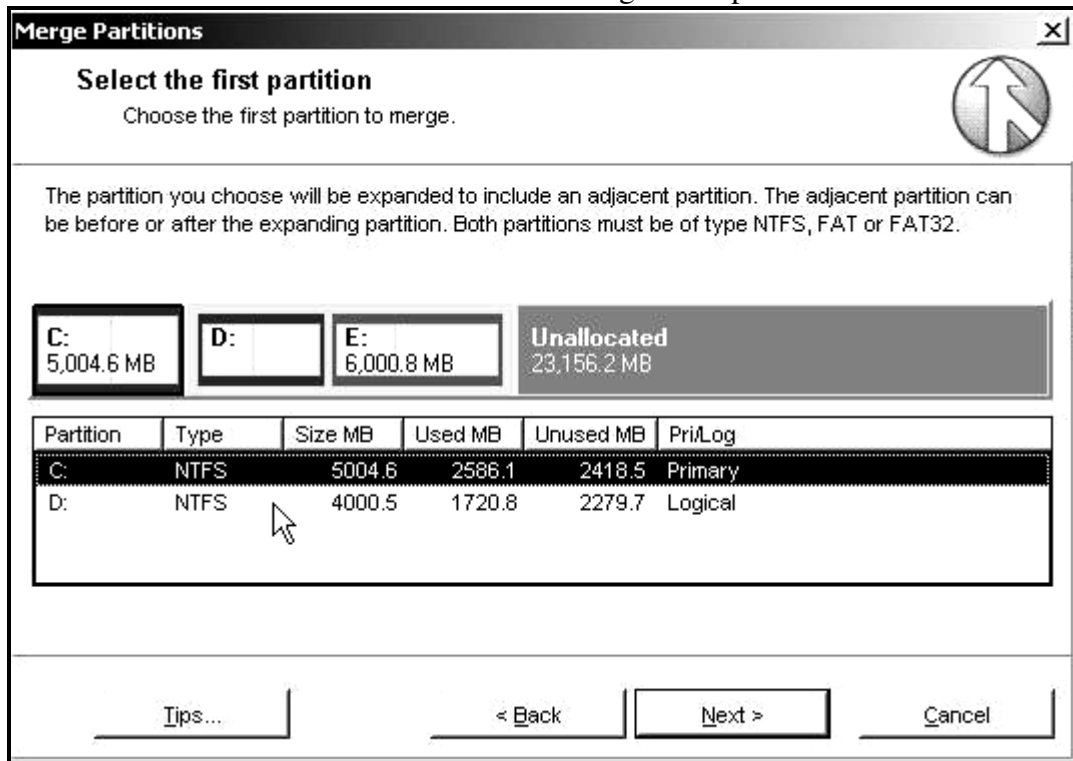 Merge Partitions
Select the first partition
Choose the first partition to merge.
The partition you choose will be expanded to include an adjacent partition. The adjacent partition can
be before or after the expanding partition. Both partitions must be of type NTFS, FAT or FAT32.
C: D: E: Unallocated
5,004.6 MB 6,000.8 MB 23,156.2 MB
Partition Type Size MB Used MB Unused MB Pri/Log
C: NTFS 5004.6 2586.1 2418.5 Primary
D: NTFS 4000.5 1720.8 2279.7 Logical
Tips... < Back Next > Cancel